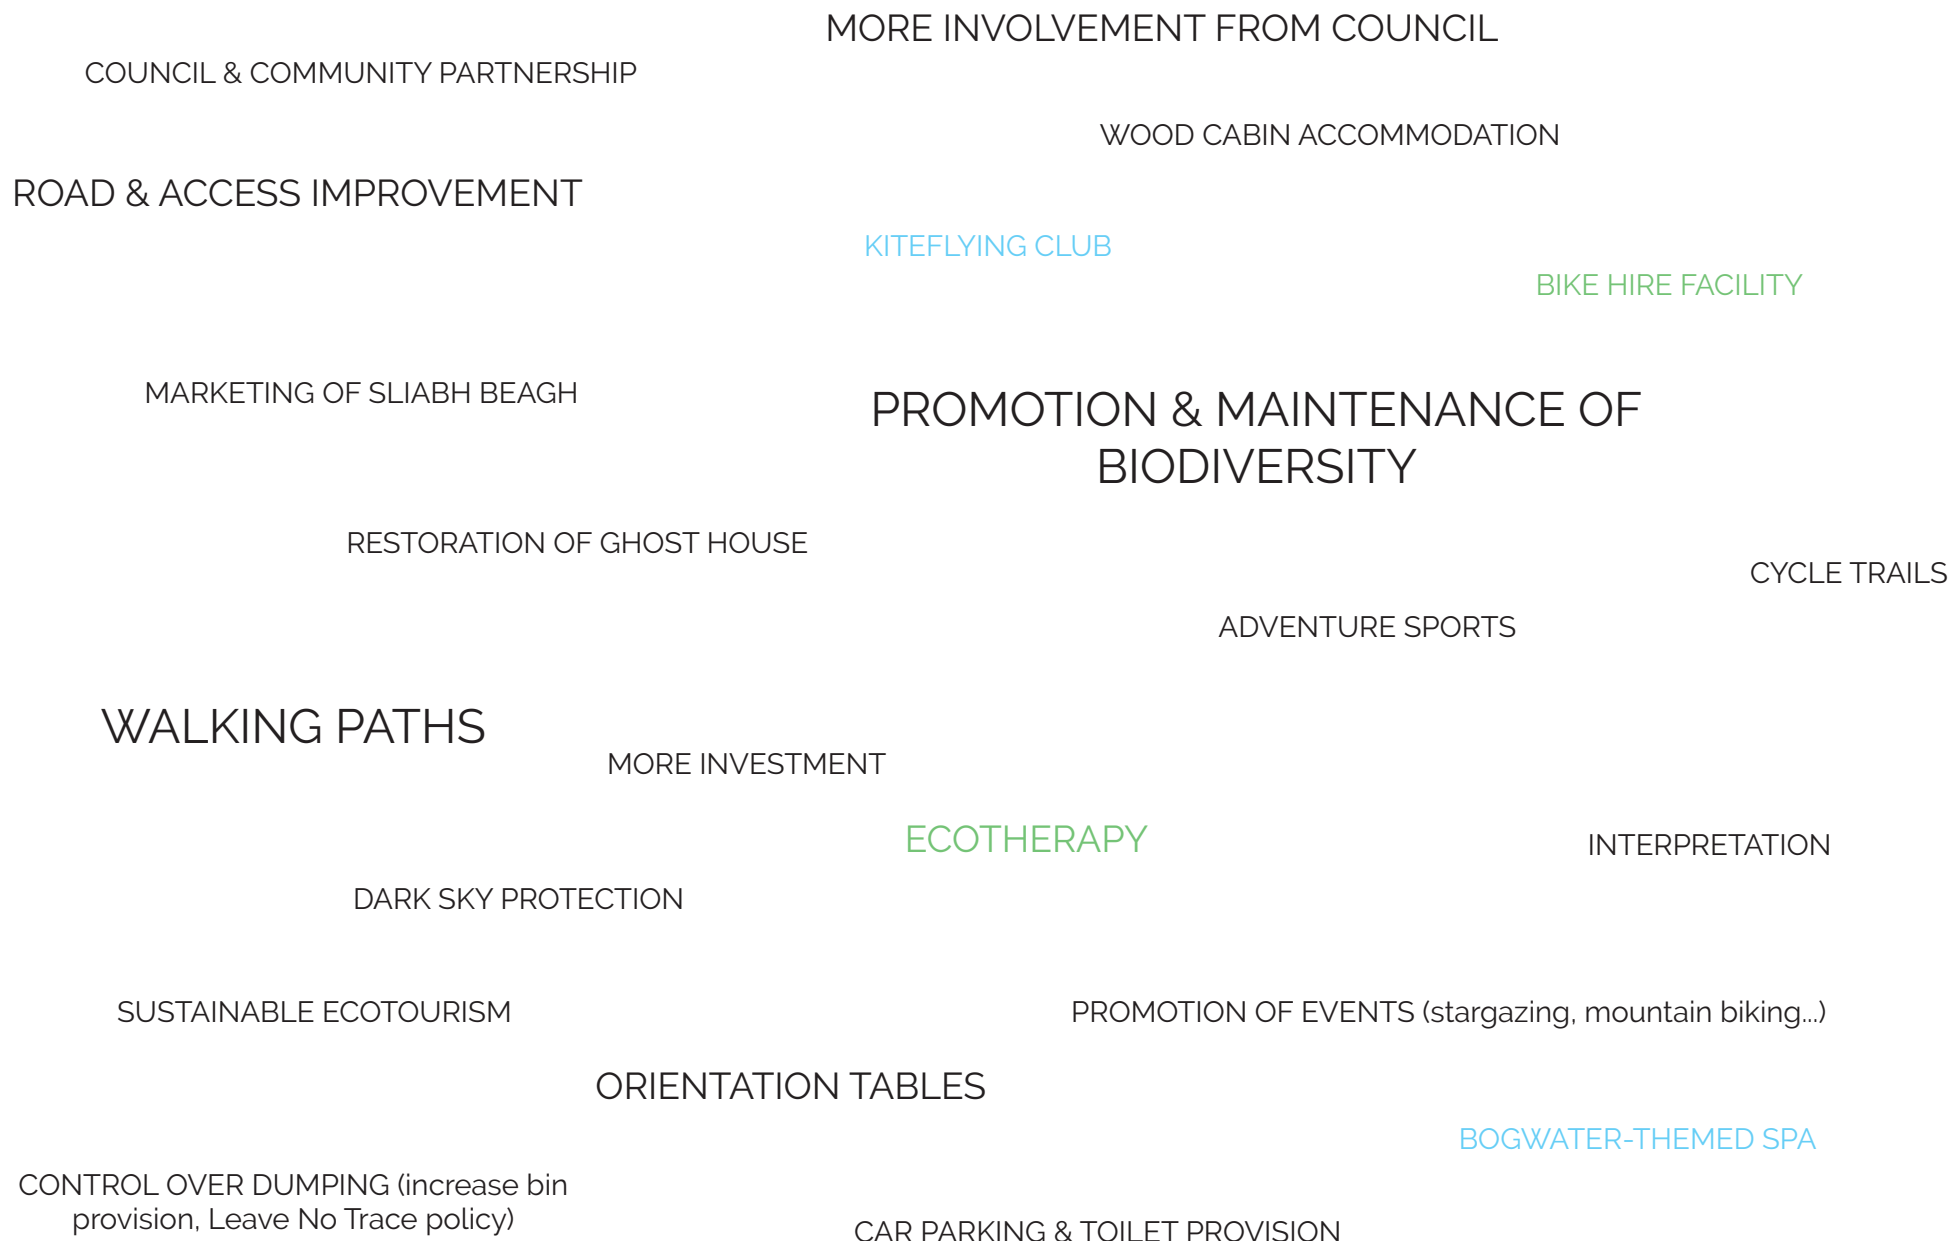 MORE INVOLVEMENT FROM COUNCIL
COUNCIL & COMMUNITY PARTNERSHIP
WOOD CABIN ACCOMMODATION
ROAD & ACCESS IMPROVEMENT
KITEFLYING CLUB
BIKE HIRE FACILITY
MARKETING OF SLIABH BEAGH
PROMOTION & MAINTENANCE OF
BIODIVERSITY
RESTORATION OF GHOST HOUSE
CYCLE TRAILS
ADVENTURE SPORTS
WALKING PATHS
MORE INVESTMENT
ECOTHERAPY
INTERPRETATION
DARK SKY PROTECTION
SUSTAINABLE ECOTOURISM
PROMOTION OF EVENTS (stargazing, mountain biking...)
ORIENTATION TABLES
BOGWATER-THEMED SPA
CONTROL OVER DUMPING (increase bin
provision, Leave No Trace policy)
CAR PARKING & TOILET PROVISION